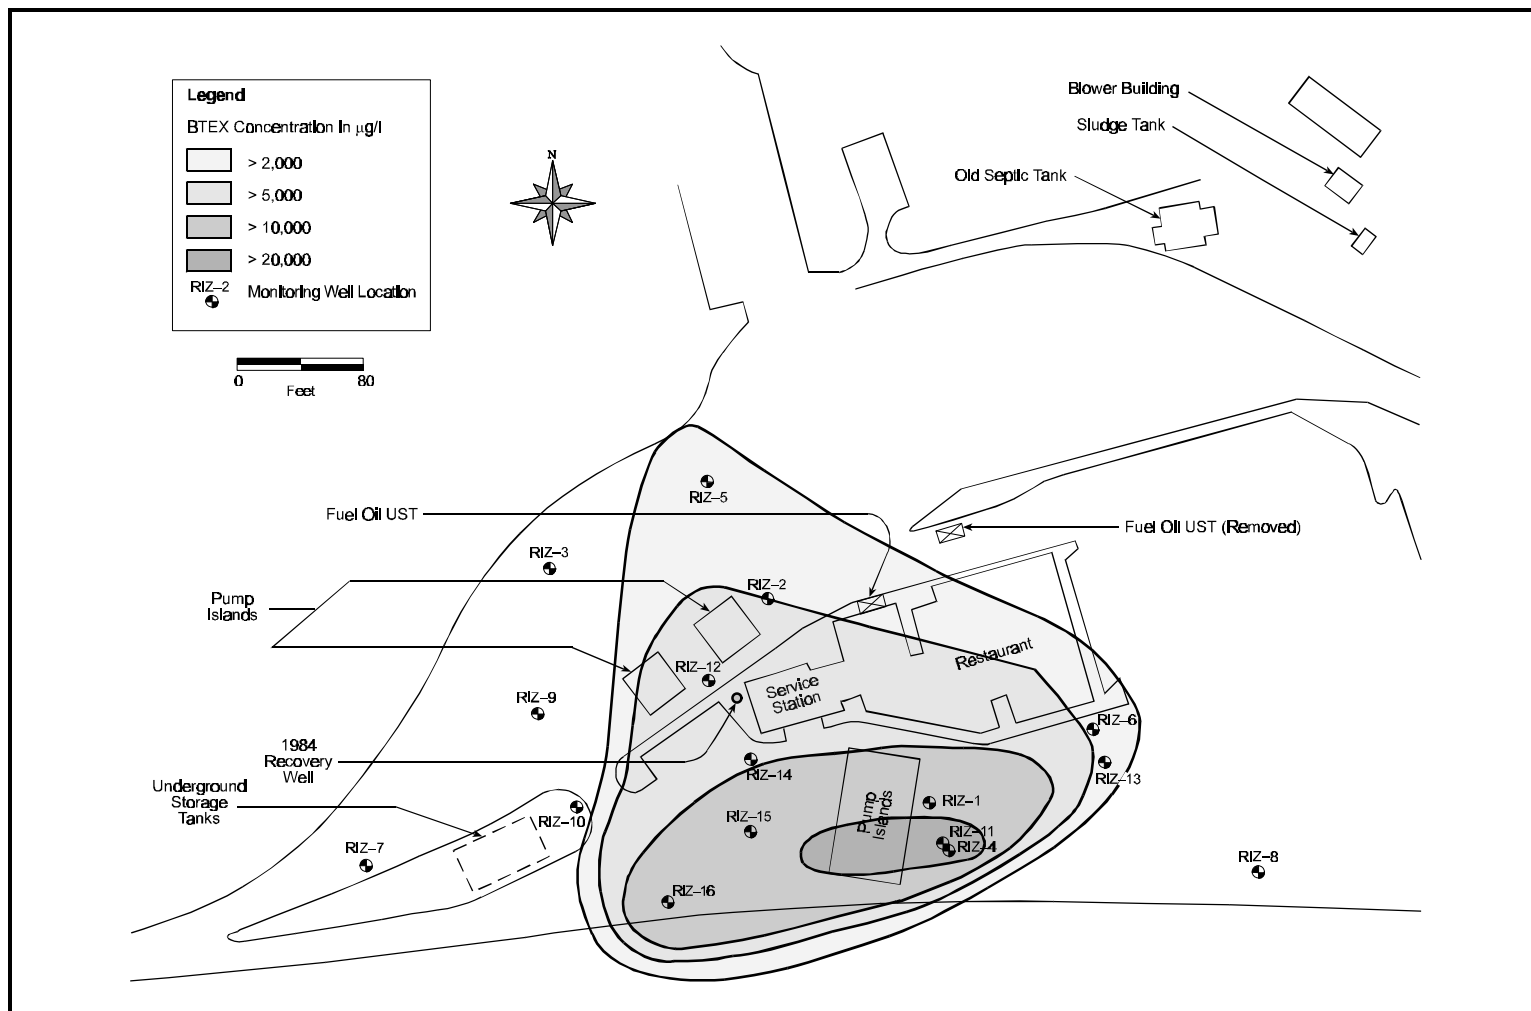 Legend
BTEX Concentration In µg/l
> 2,000
> 5,000
> 10,000
> 20,000
RIZ–2
Monitoring Well Location
0
80
Feet
N
Blower Building
Sludge Tank
Old Septic Tank
RIZ–5
Fuel Oil UST
Fuel Oil UST (Removed)
RIZ–3
RIZ–2
Pump
Islands
Restaurant
RIZ–12
Service
Station
RIZ–9
RIZ–6
1984
Recovery
Well
RIZ–14
RIZ–13
Underground
Storage
Tanks
Pump
Islands
RIZ–1
RIZ–10
RIZ–15
RIZ–11
RIZ–4
RIZ–7
RIZ–8
RIZ–16